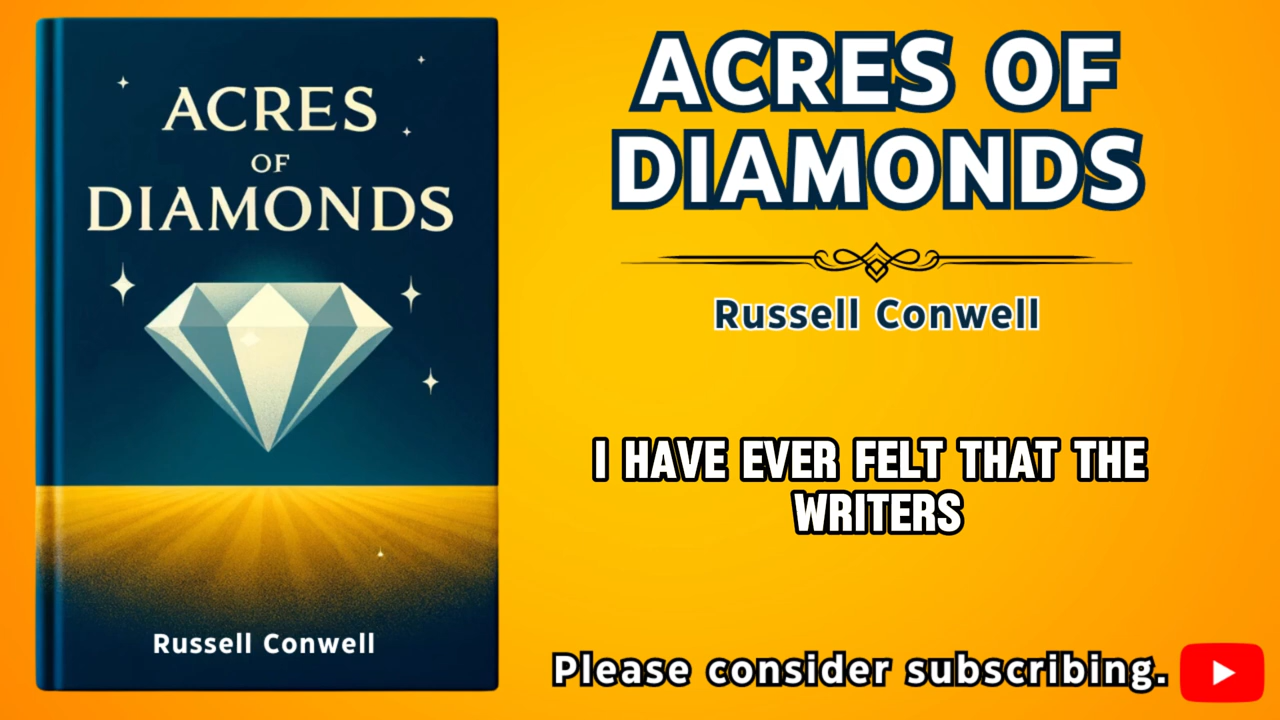 ACRES
OF
DIAMONDS
Russell Conwell
ACRES OF
DIAMONDS
Russell Conwell
I HAVE EVER FELT THAT THE
WRITERS
Please consider subscribing.